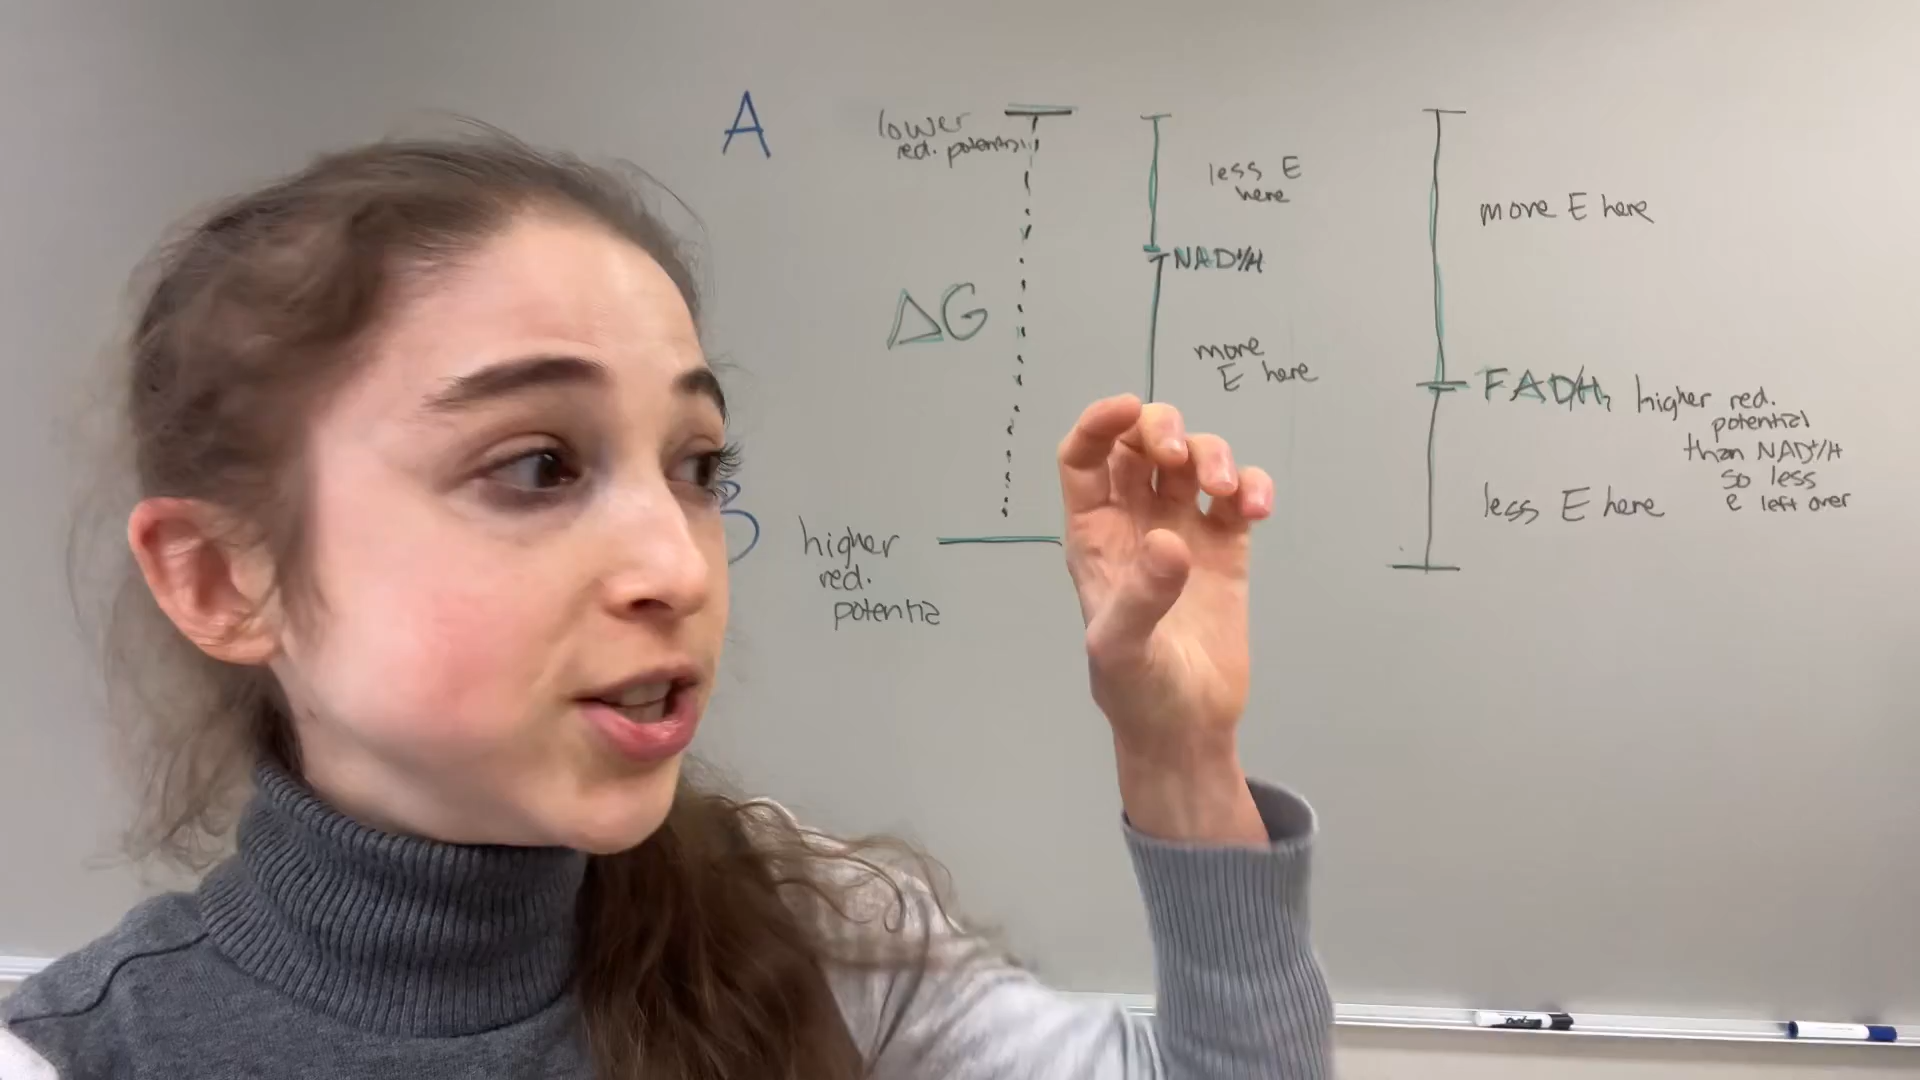 A
lower
red. potential
less E
here
NAD+/H
ΔG
more
E here
higher
red.
potential
more E here
FADH2
higher red.
potential
than NAD+/H
so less
e left over
less E here